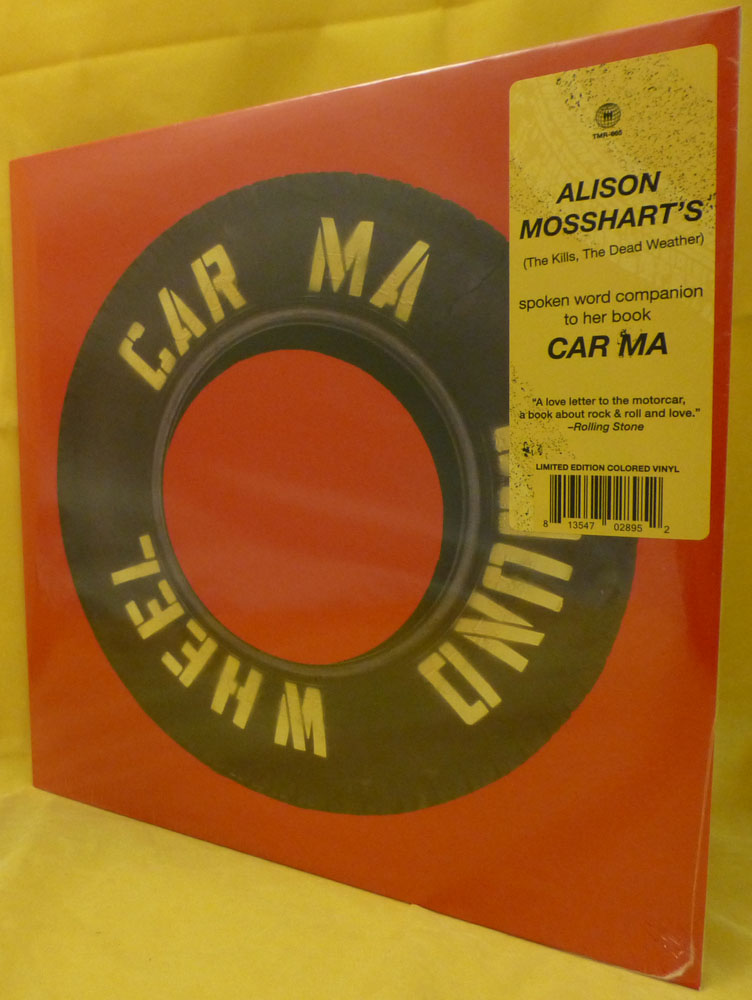 CAR MA
UND
WHEEL
ALISON
MOSSHART'S
(The Kills, The Dead Weather)
spoken word companion
to her book
CAR MA
“A love letter to the motorcar,
a book about rock & roll and love.”
–Rolling Stone
LIMITED EDITION COLORED VINYL
8 13547 02895 2